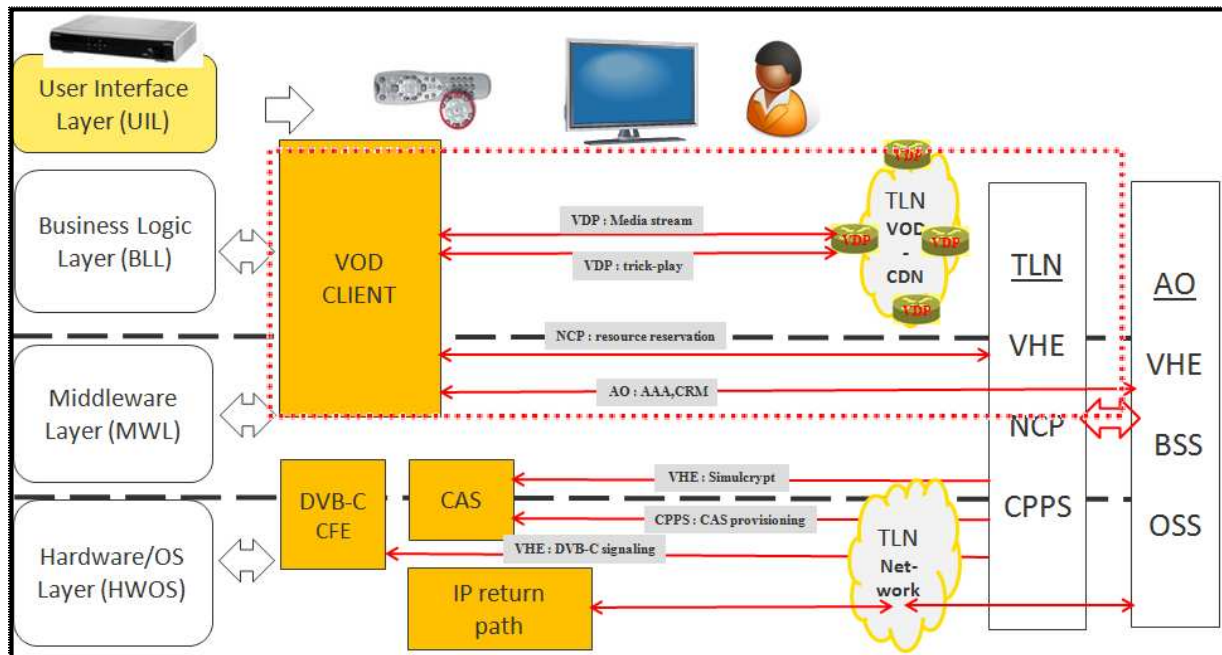 User Interface
Layer (UIL)
Business Logic
Layer (BLL)
Middleware
Layer (MWL)
Hardware/OS
Layer (HWOS)
VOD
CLIENT
VDP : Media stream
VDP : trick-play
NCP : resource reservation
AO : AAA,CRM
VDP
TLN
VOD
VDP
VDP
-
CDN
VDP
TLN
VHE
NCP
CPPS
AO
VHE
BSS
OSS
DVB-C
CFE
CAS
VHE : Simulcrypt
CPPS : CAS provisioning
VHE : DVB-C signaling
IP return
path
TLN
Net-
work